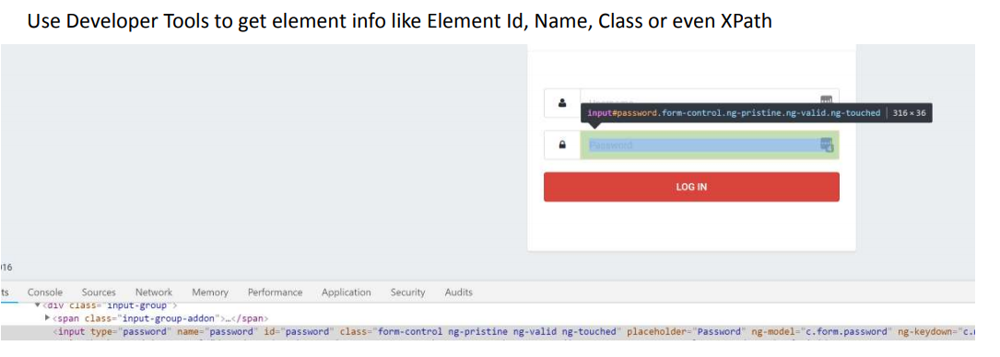 Use Developer Tools to get element info like Element Id, Name, Class or even XPath
input#password.form-control.ng-pristine.ng-valid.ng-touched | 316 × 36
Password
LOG IN
016
ts Console Sources Network Memory Performance Application Security Audits
▼<div class="input-group">
▶<span class="input-group-addon">…</span>
<input type="password" name="password" id="password" class="form-control ng-pristine ng-valid ng-touched" placeholder="Password" ng-model="c.form.password" ng-keydown="c.